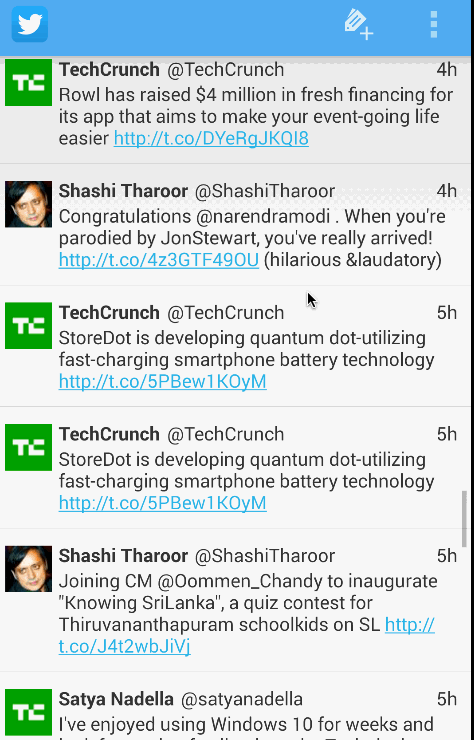 TechCrunch @TechCrunch 4h
Rowl has raised $4 million in fresh financing for
its app that aims to make your event-going life
easier http://t.co/DYeRgJKQI8
Shashi Tharoor @ShashiTharoor 4h
Congratulations @narendramodi . When you're
parodied by JonStewart, you've really arrived!
http://t.co/4z3GTF49OU (hilarious &laudatory)
TechCrunch @TechCrunch 5h
StoreDot is developing quantum dot-utilizing
fast-charging smartphone battery technology
http://t.co/5PBew1KOyM
TechCrunch @TechCrunch 5h
StoreDot is developing quantum dot-utilizing
fast-charging smartphone battery technology
http://t.co/5PBew1KOyM
Shashi Tharoor @ShashiTharoor 5h
Joining CM @Oommen_Chandy to inaugurate
"Knowing SriLanka", a quiz contest for
Thiruvananthapuram schoolkids on SL http://
t.co/J4t2wbJiVj
Satya Nadella @satyanadella 5h
I've enjoyed using Windows 10 for weeks and